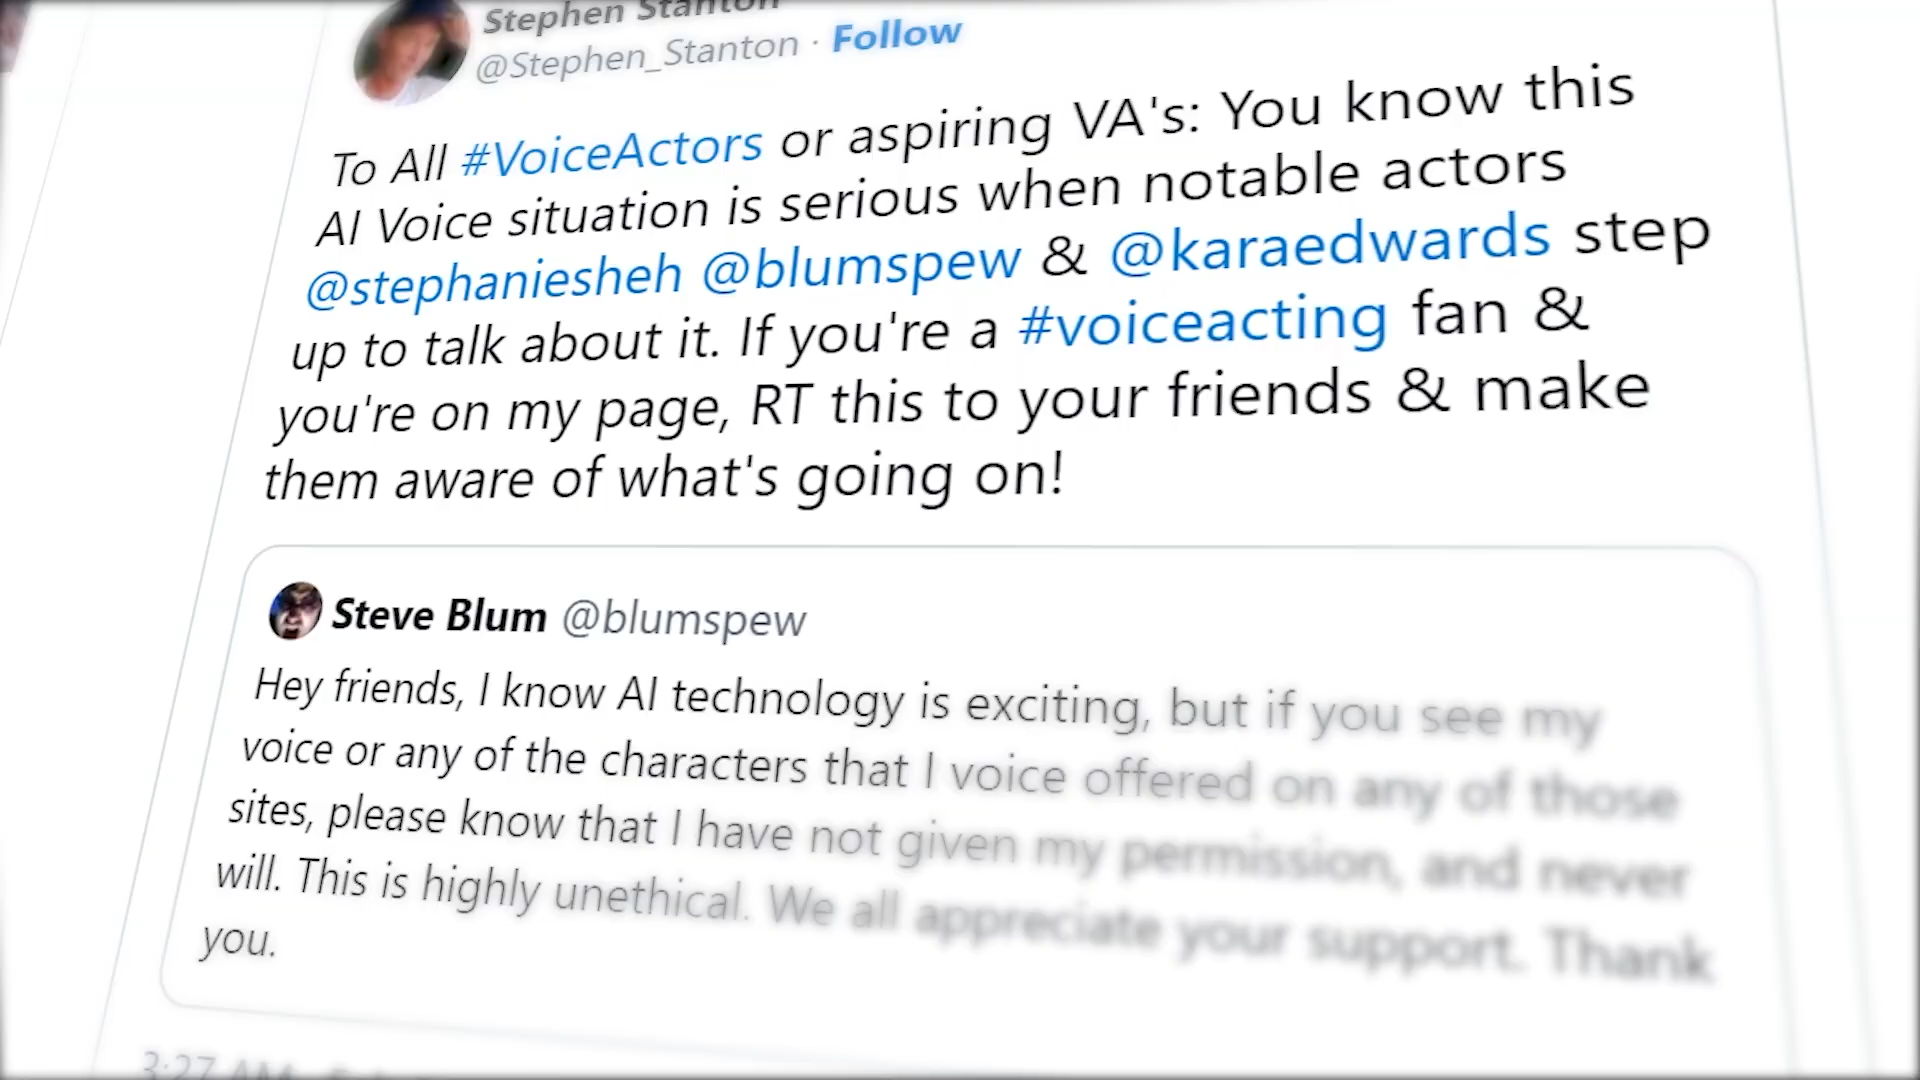 Stephen Stanton
@Stephen_Stanton · Follow
To All #VoiceActors or aspiring VA's: You know this
AI Voice situation is serious when notable actors
@stephaniesheh @blumspew & @karaedwards step
up to talk about it. If you're a #voiceacting fan &
you're on my page, RT this to your friends & make
them aware of what's going on!
Steve Blum @blumspew
Hey friends, I know AI technology is exciting, but if you see my
voice or any of the characters that I voice offered on any of those
sites, please know that I have not given my permission, and never
will. This is highly unethical. We all appreciate your support. Thank
you.
3:27 AM